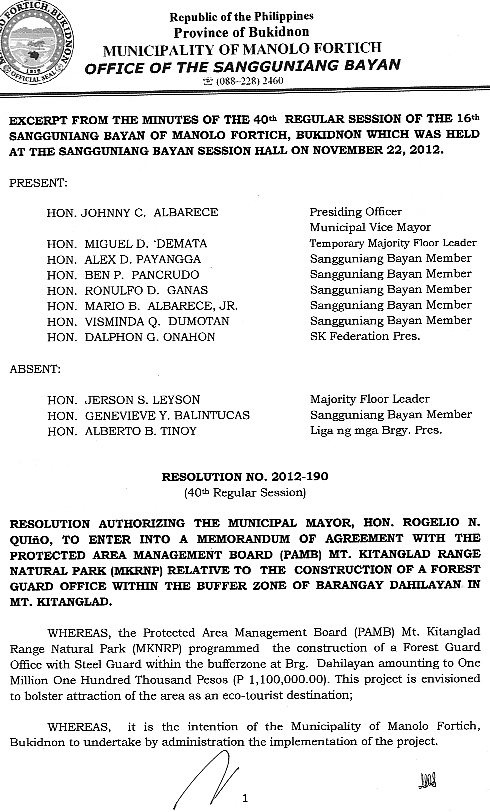 Republic of the Philippines
Province of Bukidnon
MUNICIPALITY OF MANOLO FORTICH
OFFICE OF THE SANGGUNIANG BAYAN
☏ (088-228) 2460
EXCERPT FROM THE MINUTES OF THE 40th REGULAR SESSION OF THE 16th
SANGGUNIANG BAYAN OF MANOLO FORTICH, BUKIDNON WHICH WAS HELD
AT THE SANGGUNIANG BAYAN SESSION HALL ON NOVEMBER 22, 2012.
PRESENT:
HON. JOHNNY C. ALBARECE Presiding Officer
Municipal Vice Mayor
HON. MIGUEL D. DEMATA Temporary Majority Floor Leader
HON. ALEX D. PAYANGGA Sangguniang Bayan Member
HON. BEN P. PANCRUDO Sangguniang Bayan Member
HON. RONULFO D. GANAS Sangguniang Bayan Member
HON. MARIO B. ALBARECE, JR. Sangguniang Bayan Member
HON. VISMINDA Q. DUMOTAN Sangguniang Bayan Member
HON. DALPHON G. ONAHON SK Federation Pres.
ABSENT:
HON. JERSON S. LEYSON Majority Floor Leader
HON. GENEVIEVE Y. BALINTUCAS Sangguniang Bayan Member
HON. ALBERTO B. TINOY Liga ng mga Brgy. Pres.
RESOLUTION NO. 2012-190
(40th Regular Session)
RESOLUTION AUTHORIZING THE MUNICIPAL MAYOR, HON. ROGELIO N.
QUIñO, TO ENTER INTO A MEMORANDUM OF AGREEMENT WITH THE
PROTECTED AREA MANAGEMENT BOARD (PAMB) MT. KITANGLAD RANGE
NATURAL PARK (MKRNP) RELATIVE TO THE CONSTRUCTION OF A FOREST
GUARD OFFICE WITHIN THE BUFFER ZONE OF BARANGAY DAHILAYAN IN
MT. KITANGLAD.
WHEREAS, the Protected Area Management Board (PAMB) Mt. Kitanglad
Range Natural Park (MKNRP) programmed the construction of a Forest Guard
Office with Steel Guard within the bufferzone at Brg. Dahilayan amounting to One
Million One Hundred Thousand Pesos (P 1,100,000.00). This project is envisioned
to bolster attraction of the area as an eco-tourist destination;
WHEREAS, it is the intention of the Municipality of Manolo Fortich,
Bukidnon to undertake by administration the implementation of the project.
1